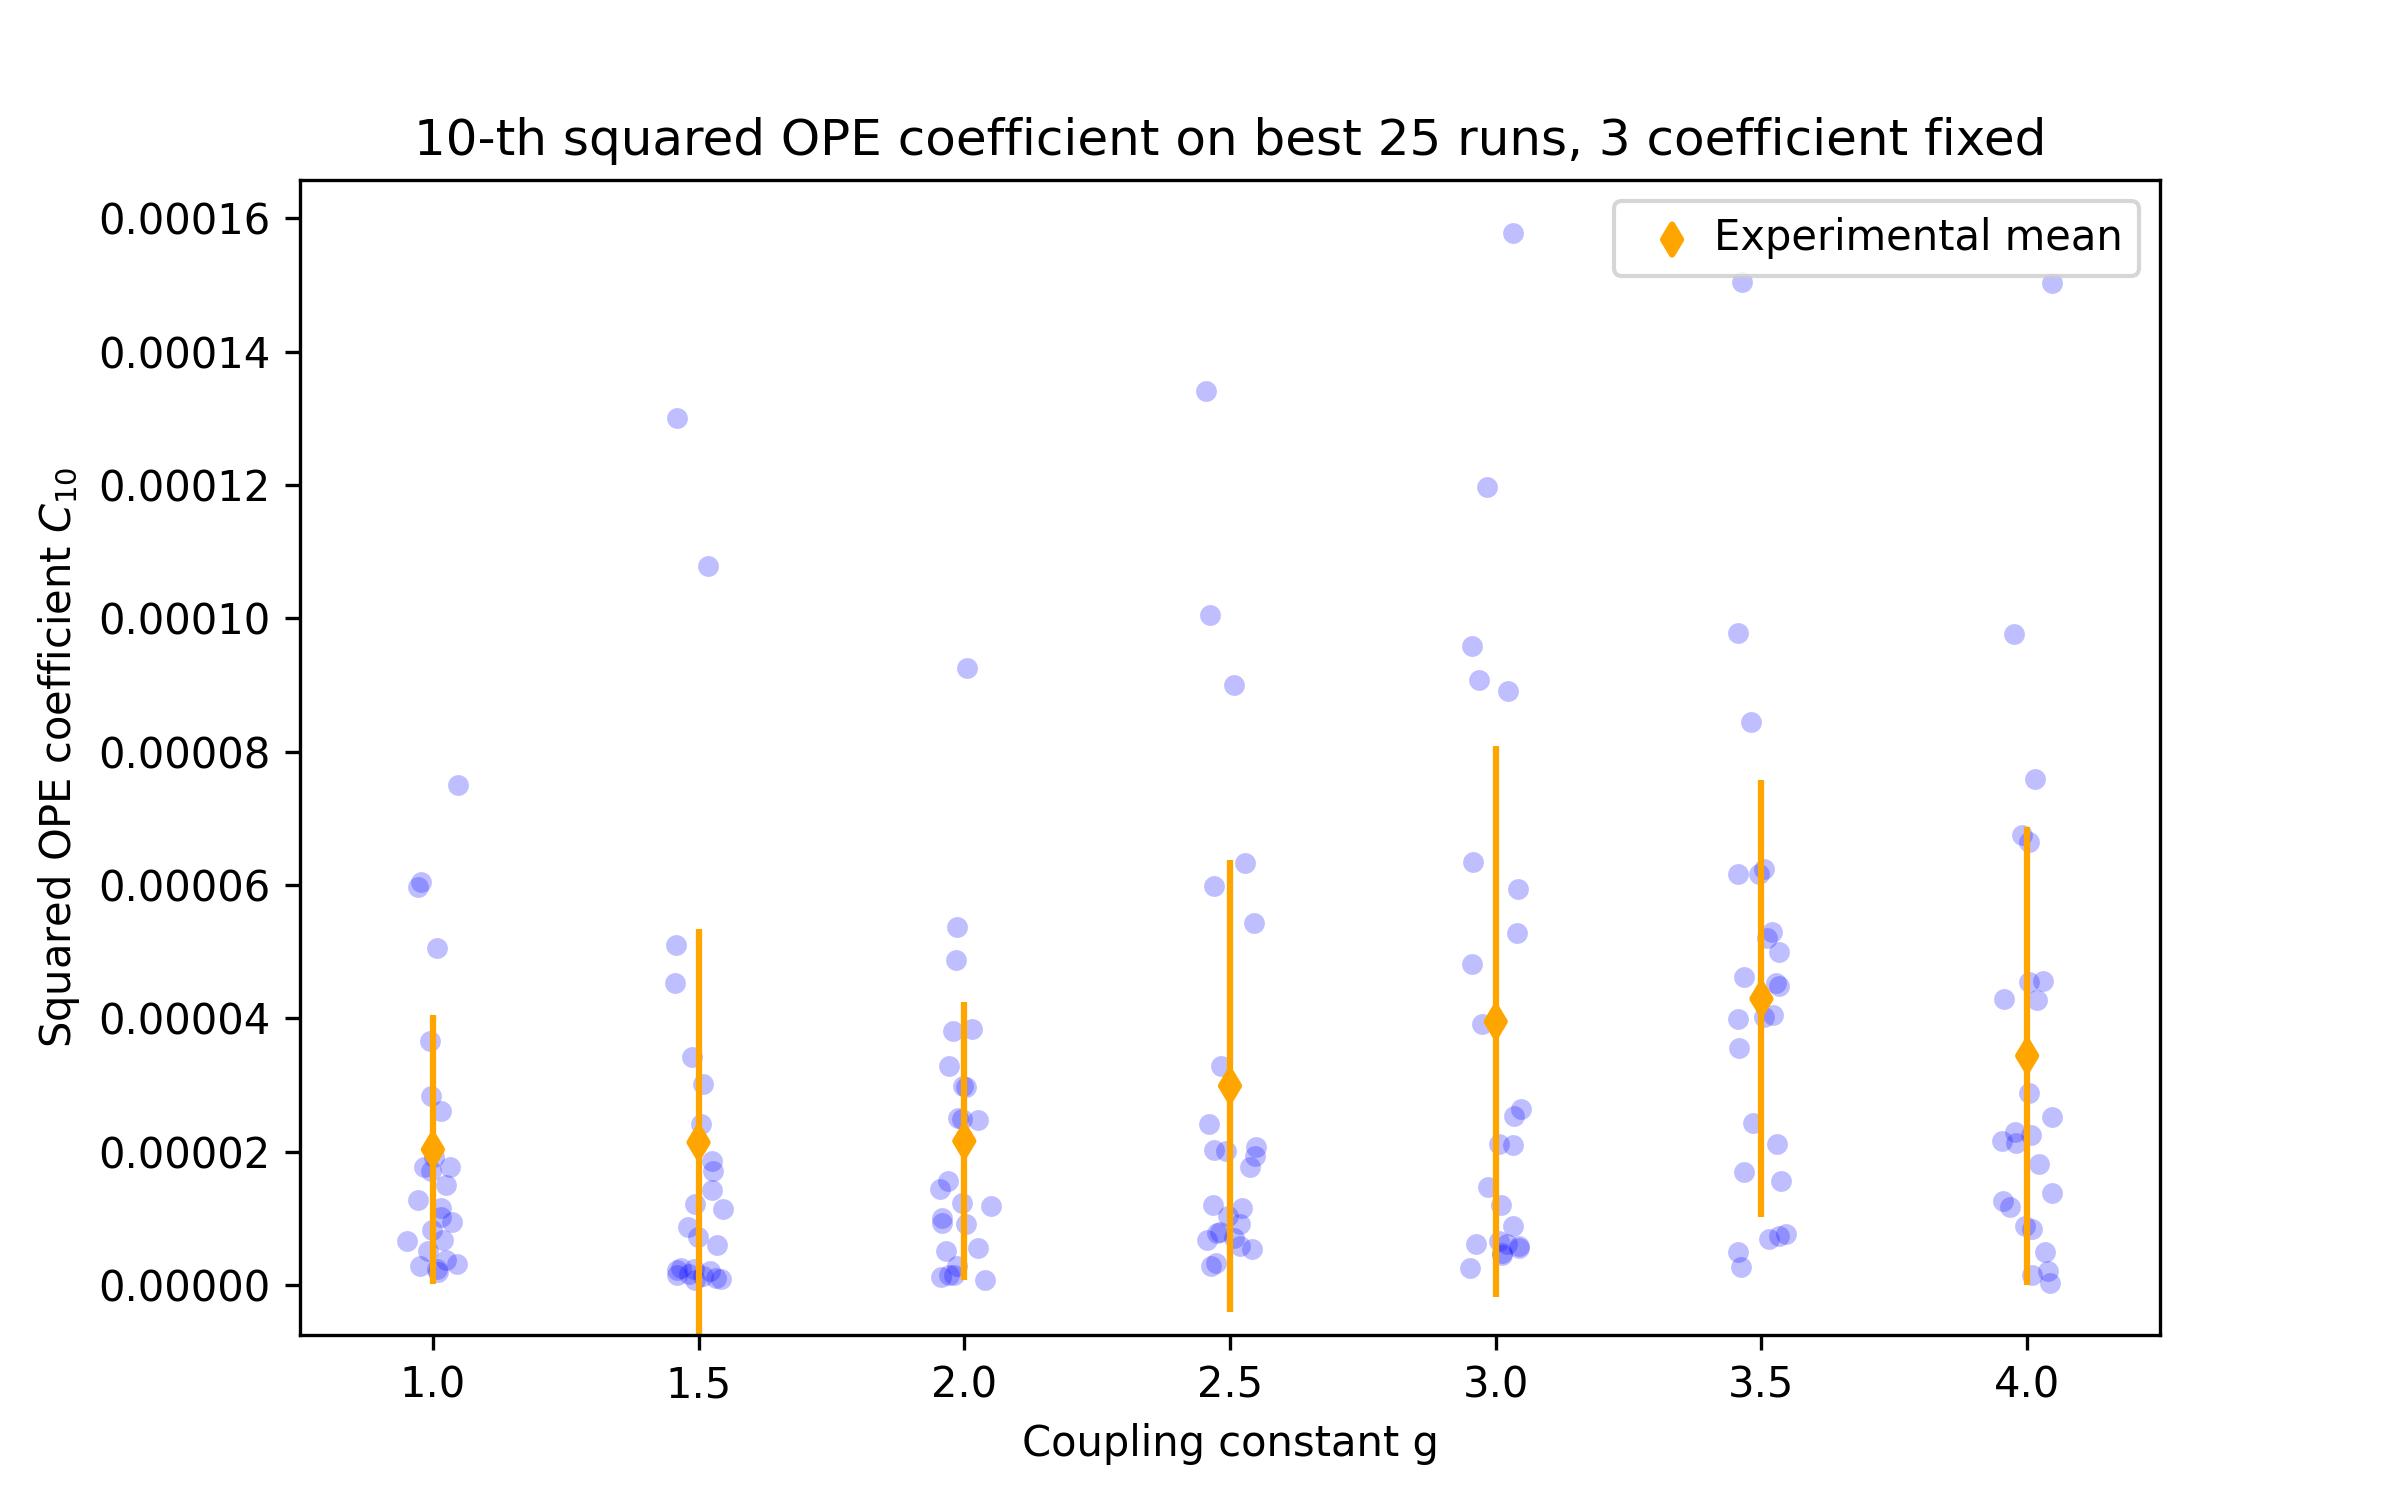 10-th squared OPE coefficient on best 25 runs, 3 coefficient fixed
Experimental mean
Squared OPE coefficient C₁₀
0.00016
0.00014
0.00012
0.00010
0.00008
0.00006
0.00004
0.00002
0.00000
1.0 1.5 2.0 2.5 3.0 3.5 4.0
Coupling constant g